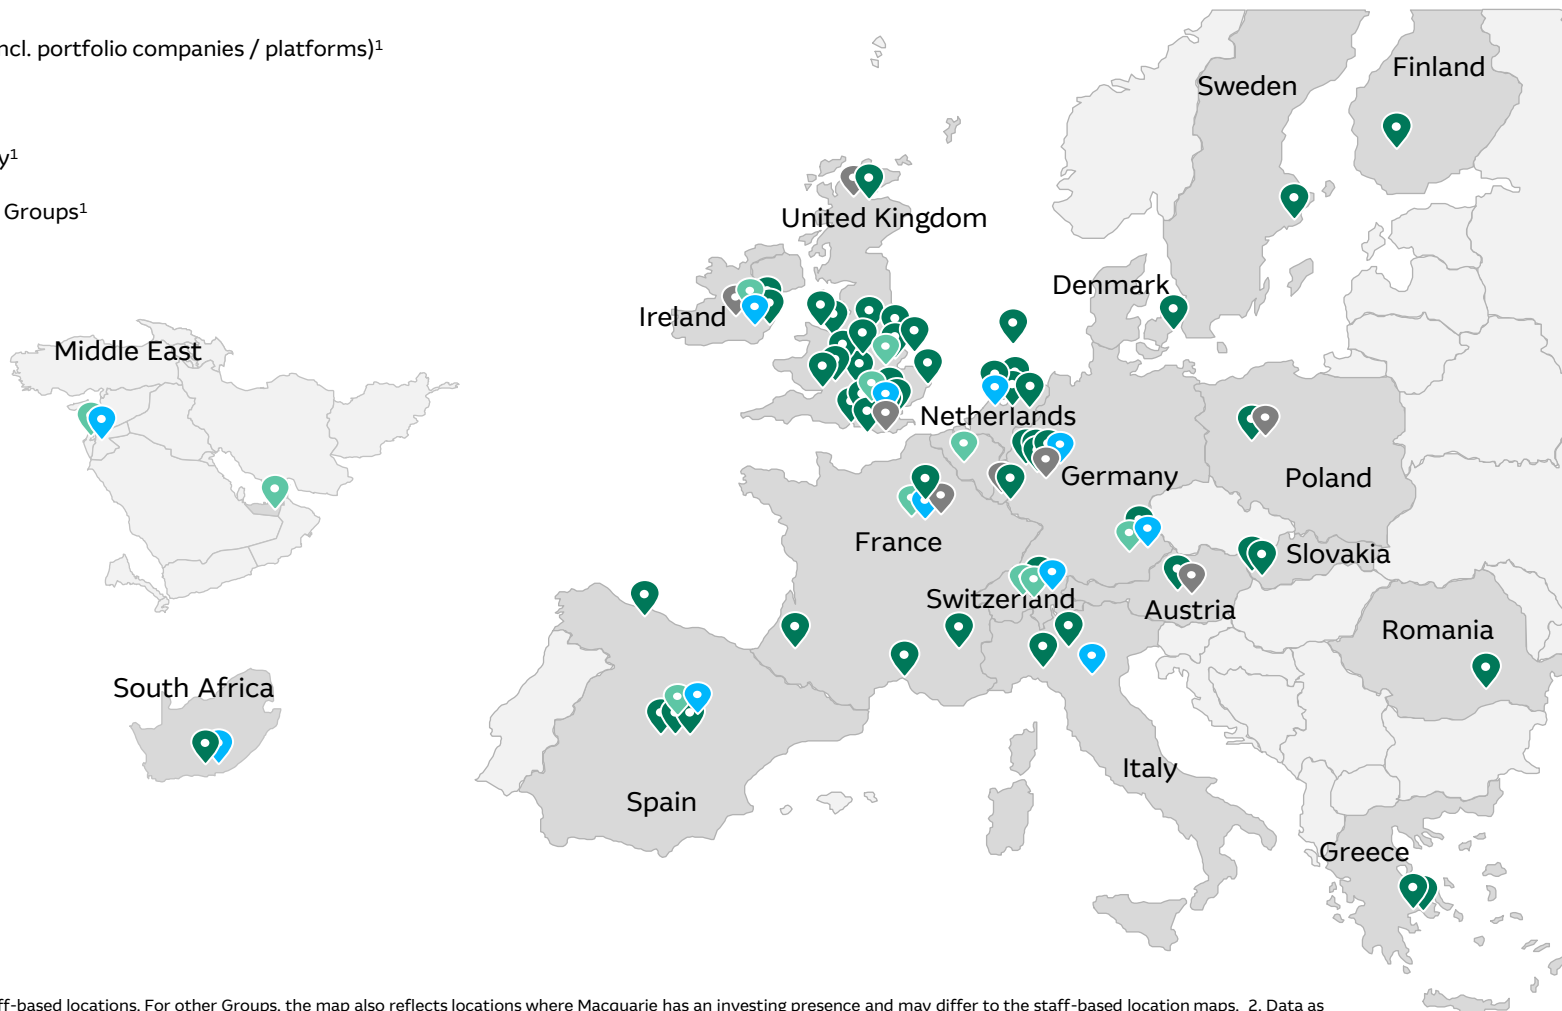 ncl. portfolio companies / platforms)¹
y¹
Groups¹
Sweden
Finland
United Kingdom
Denmark
Ireland
Middle East
Netherlands
Germany
Poland
France
Slovakia
Switzerland
Austria
Romania
South Africa
Italy
Spain
Greece
ff-based locations. For other Groups, the map also reflects locations where Macquarie has an investing presence and may differ to the staff-based location maps. 2. Data as